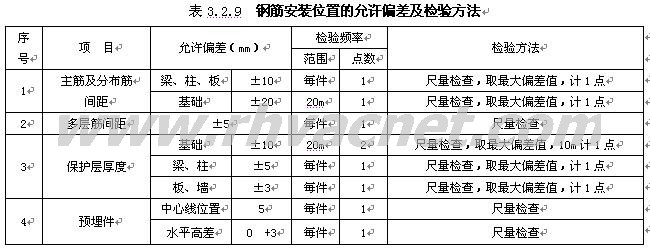 表 3.2.9 钢筋安装位置的允许偏差及检验方法
序号 项 目 允许偏差(mm) 检验频率 检验方法
范围 点数
1 主筋及分布筋间距 梁、柱、板 ±10 每件 1 尺量检查,取最大偏差值,计1点
基础 ±20 20m 1 尺量检查,取最大偏差值,计1点
2 多层筋间距 ±5 每件 1 尺量检查
3 保护层厚度 基础 ±10 20m 2 尺量检查,取最大偏差值,10m计1点
梁、柱 ±5 每件 1 尺量检查,取最大偏差值,计1点
板、墙 ±3 每件 1 尺量检查,取最大偏差值,计1点
4 预埋件 中心线位置 5 每件 1 尺量检查
水平高差 0 +3 每件 1 尺量检查
www.rhvacnet.com